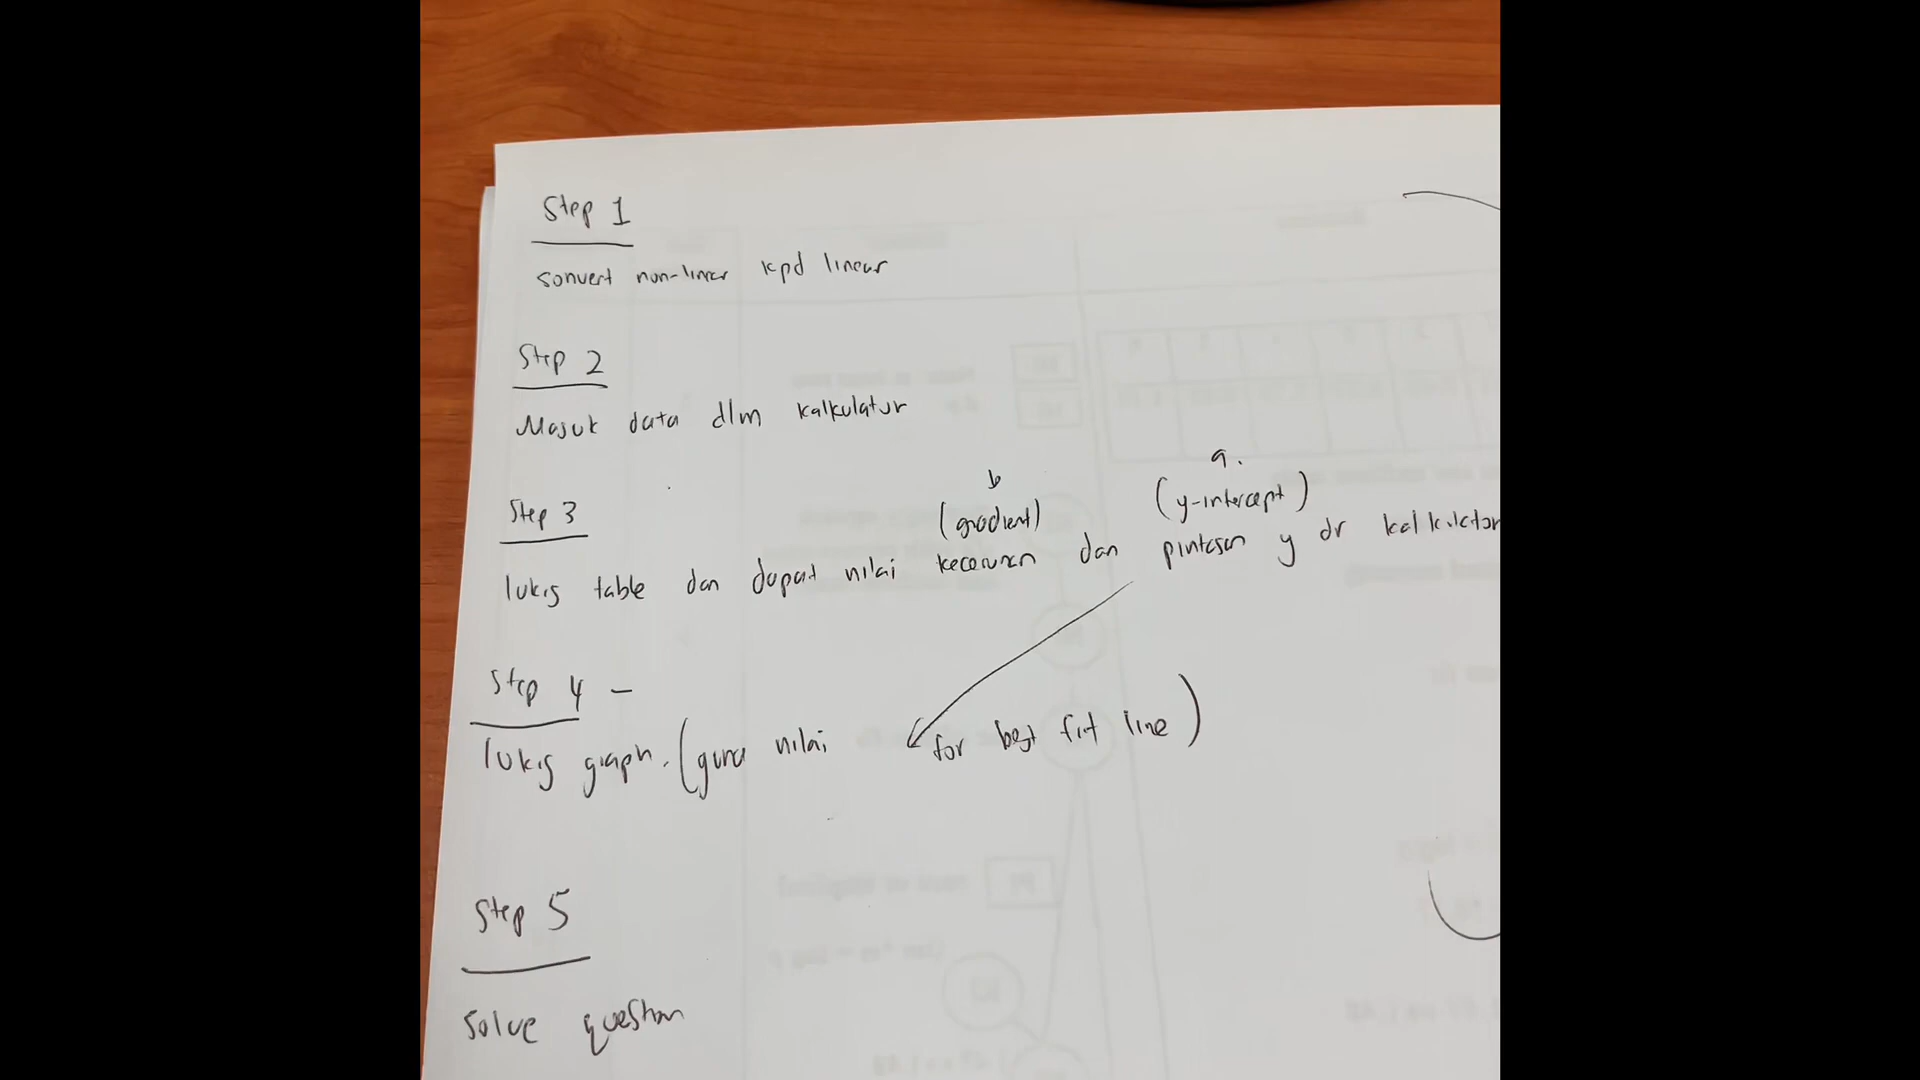 Step 1
sonvert non-linear kpd linear
Step 2
Masuk data dlm kalkulator
Step 3
b
a.
(gradient)
(y-intercept)
lukis table dan dapat nilai kecerunan dan pintasan y dr kalkulator
Step 4 -
lukis graph. (guna nilai for best fit line)
Step 5
solve question